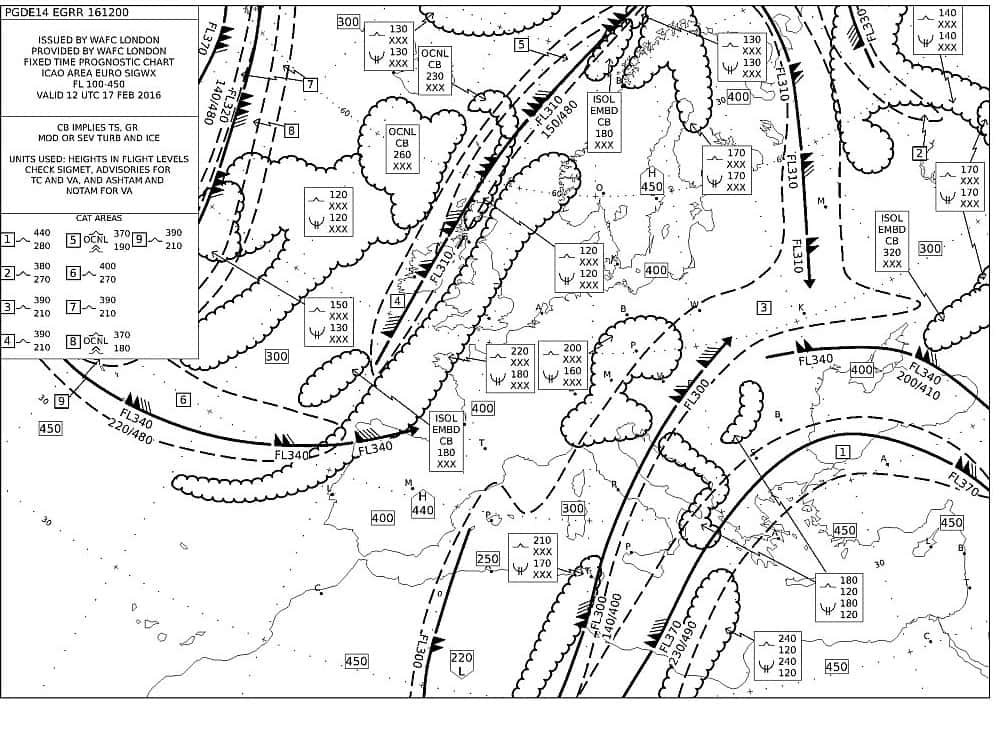 PGDE14 EGRR 161200
ISSUED BY WAFC LONDON
PROVIDED BY WAFC LONDON
FIXED TIME PROGNOSTIC CHART
ICAO AREA EURO SIGWX
FL 100-450
VALID 12 UTC 17 FEB 2016
CB IMPLIES TS, GR
MOD OR SEV TURB AND ICE
UNITS USED: HEIGHTS IN FLIGHT LEVELS
CHECK SIGMET, ADVISORIES FOR
TC AND VA, AND ASHTAM AND
NOTAM FOR VA
CAT AREAS
1 440 280
5 OCNL 370 190
9 390 210
2 380 270
6 400 270
3 390 210
7 390 210
4 390 210
8 OCNL 370 180
FL370
FL320
140/480
300
130
XXX
130
XXX
OCNL
CB
230
XXX
5
7
8
60
OCNL
CB
260
XXX
FL310
150/480
B
ISOL
EMBD
CB
180
XXX
130
XXX
130
XXX
30
400
FL310
FL330
140
XXX
140
XXX
170
XXX
170
XXX
H
450
O
60
FL310
M
2
170
XXX
170
XXX
120
XXX
120
XXX
ISOL
EMBD
CB
320
XXX
300
120
XXX
120
XXX
400
FL310
FL310
4
150
XXX
130
XXX
A
B
W
3
K
300
220
XXX
180
XXX
200
XXX
160
XXX
P
M
FL300
FL340
400
FL340
200/410
9
30
450
FL340
220/480
6
FL340
FL340
ISOL
EMBD
CB
180
XXX
400
T
B
1
A
FL370
L
M
H
440
400
P
300
R
450
450
30
30
250
210
XXX
170
XXX
P
L
B
T
C
0
180
120
180
120
FL300
140/400
FL370
230/490
C
FL300
220
L
450
240
120
240
120
450